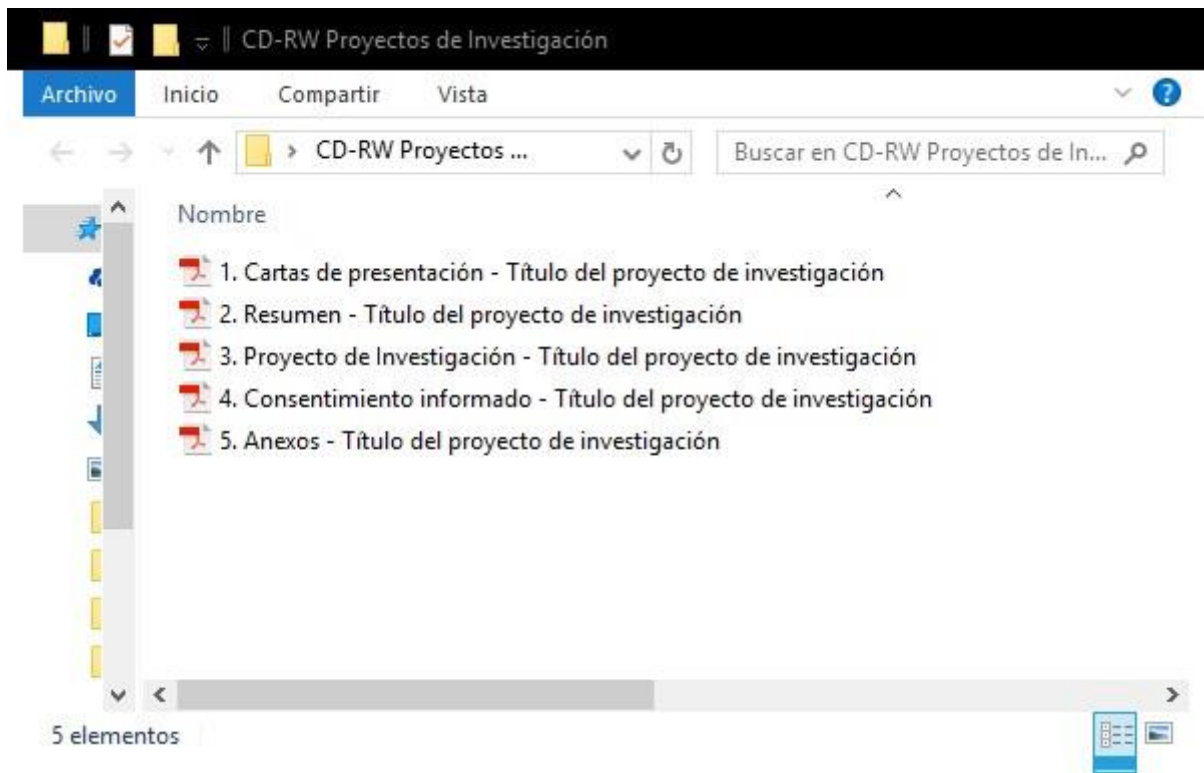 CD-RW Proyectos de Investigación
Archivo Inicio Compartir Vista
CD-RW Proyectos ... Buscar en CD-RW Proyectos de In...
Nombre
1. Cartas de presentación - Título del proyecto de investigación
2. Resumen - Título del proyecto de investigación
3. Proyecto de Investigación - Título del proyecto de investigación
4. Consentimiento informado - Título del proyecto de investigación
5. Anexos - Título del proyecto de investigación
5 elementos